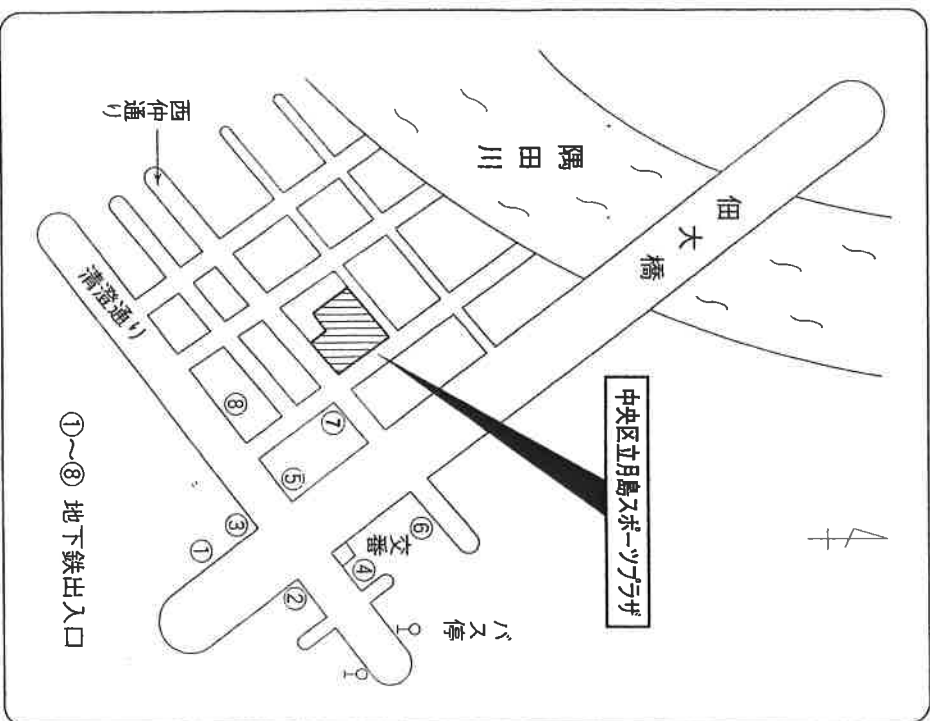 隅田川
佃大橋
中央区立月島スポーツプラザ
西仲通り
清澄通り
⑧
⑦
⑤
⑥
交番
④
③
①
②
バス停
①～⑧ 地下鉄出入口